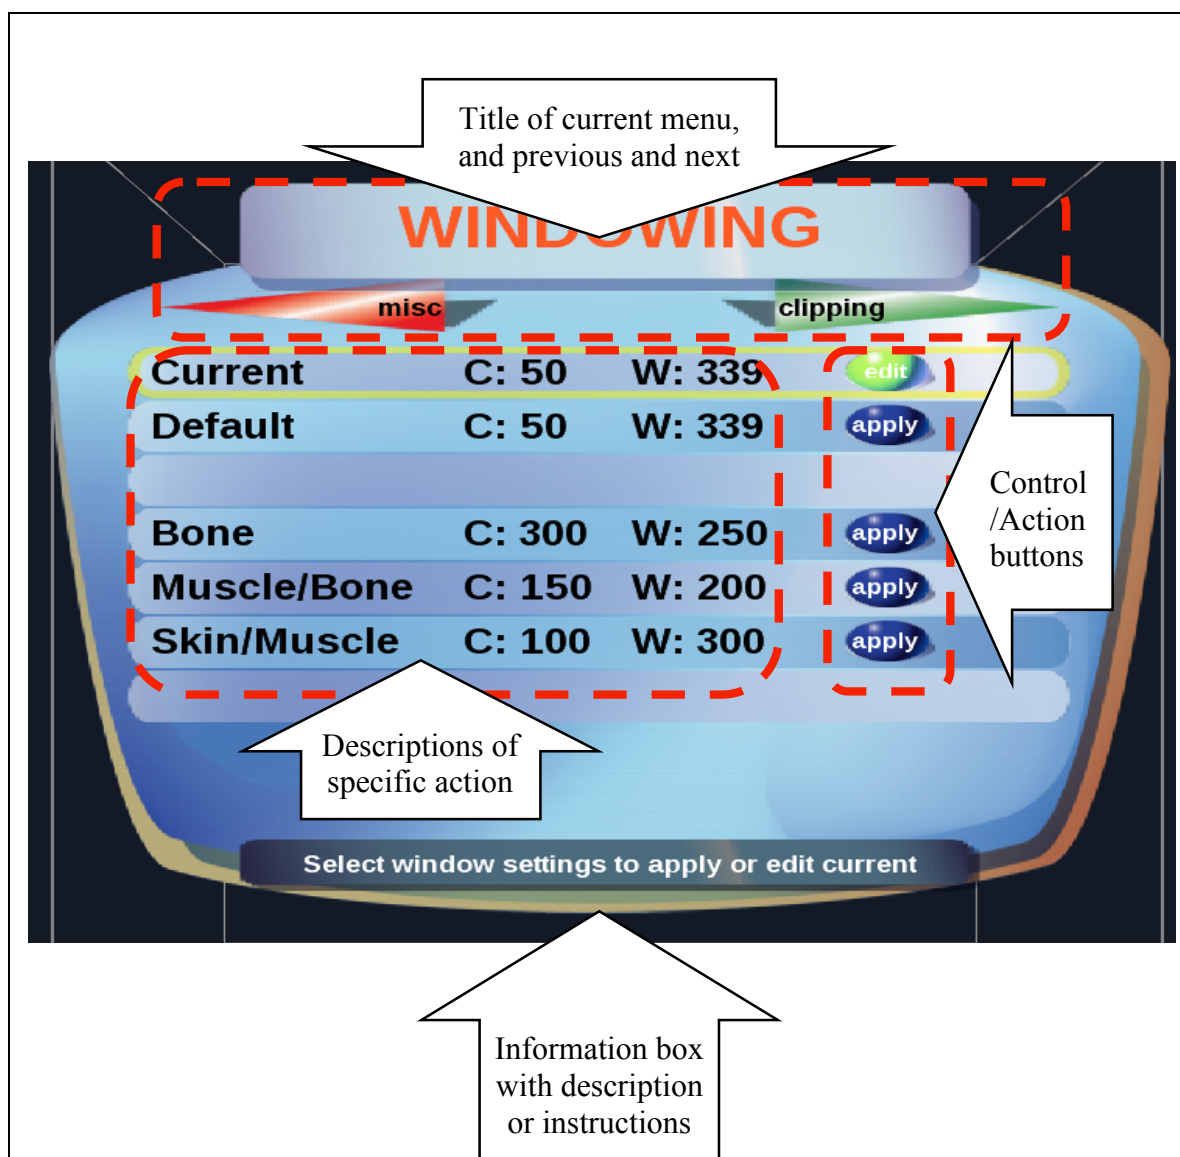 Title of current menu,
and previous and next
WINDOWING
misc
clipping
Current C: 50 W: 339 edit
Default C: 50 W: 339 apply
Bone C: 300 W: 250 apply
Muscle/Bone C: 150 W: 200 apply
Skin/Muscle C: 100 W: 300 apply
Control
/Action
buttons
Descriptions of
specific action
Select window settings to apply or edit current
Information box
with description
or instructions